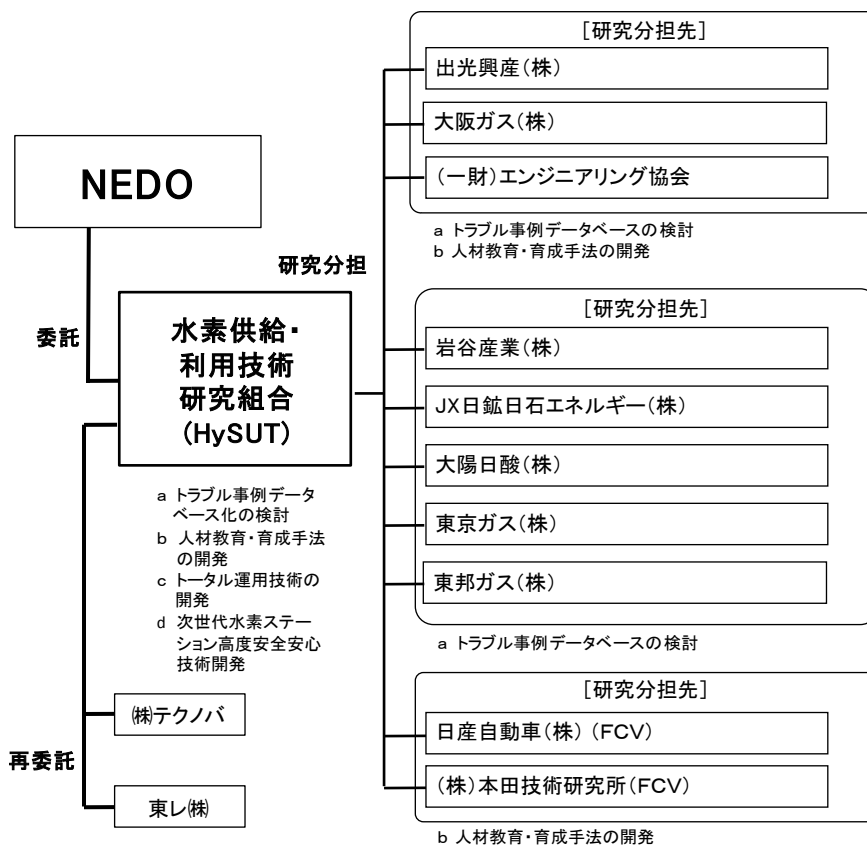 NEDO
委託
水素供給・
利用技術
研究組合
(HySUT)
a トラブル事例データ
ベース化の検討
b 人材教育・育成手法
の開発
c トータル運用技術の
開発
d 次世代水素ステー
ション高度安全安心
技術開発
再委託
㈱テクノバ
東レ㈱
研究分担
[研究分担先]
出光興産(株)
大阪ガス(株)
(一財)エンジニアリング協会
a トラブル事例データベースの検討
b 人材教育・育成手法の開発
[研究分担先]
岩谷産業(株)
JX日鉱日石エネルギー(株)
大陽日酸(株)
東京ガス(株)
東邦ガス(株)
a トラブル事例データベースの検討
[研究分担先]
日産自動車(株) (FCV)
(株)本田技術研究所(FCV)
b 人材教育・育成手法の開発